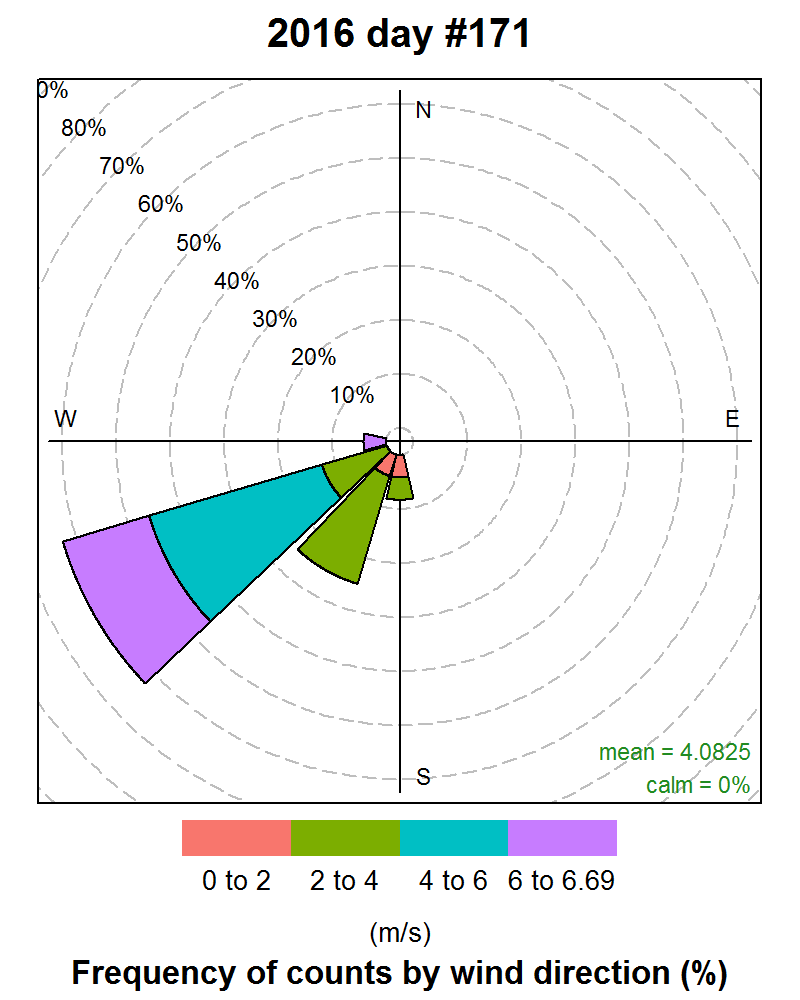 2016 day #171
0%
80%
70%
60%
50%
40%
30%
20%
10%
N
W
E
S
mean = 4.0825
calm = 0%
0 to 2 2 to 4 4 to 6 6 to 6.69
(m/s)
Frequency of counts by wind direction (%)